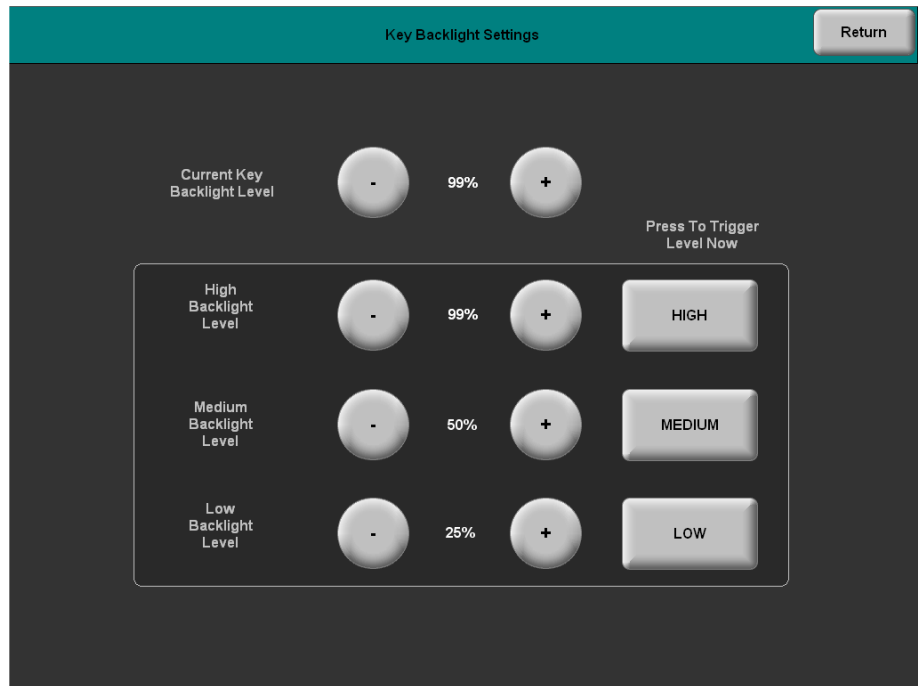 Key Backlight Settings
Return
Current Key
Backlight Level
-
99%
+
Press To Trigger
Level Now
High
Backlight
Level
-
99%
+
HIGH
Medium
Backlight
Level
-
50%
+
MEDIUM
Low
Backlight
Level
-
25%
+
LOW